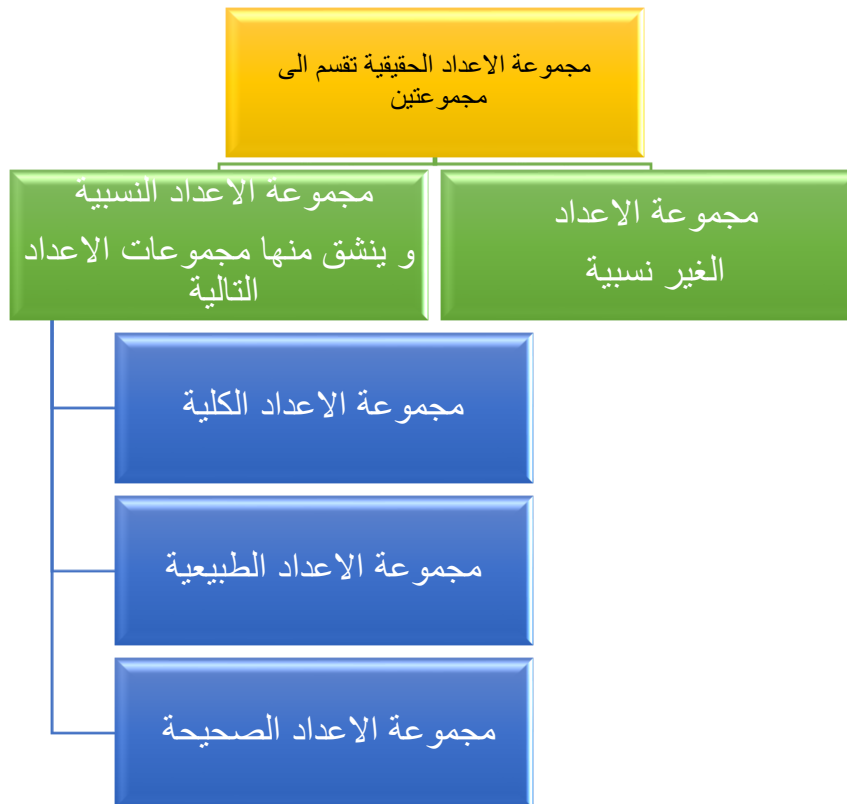 مجموعة الاعداد الحقيقية تقسم الى
مجموعتين
مجموعة الاعداد
الغير نسبية
مجموعة الاعداد النسبية
و ينشق منها مجموعات الاعداد
التالية
مجموعة الاعداد الكلية
مجموعة الاعداد الطبيعية
مجموعة الاعداد الصحيحة